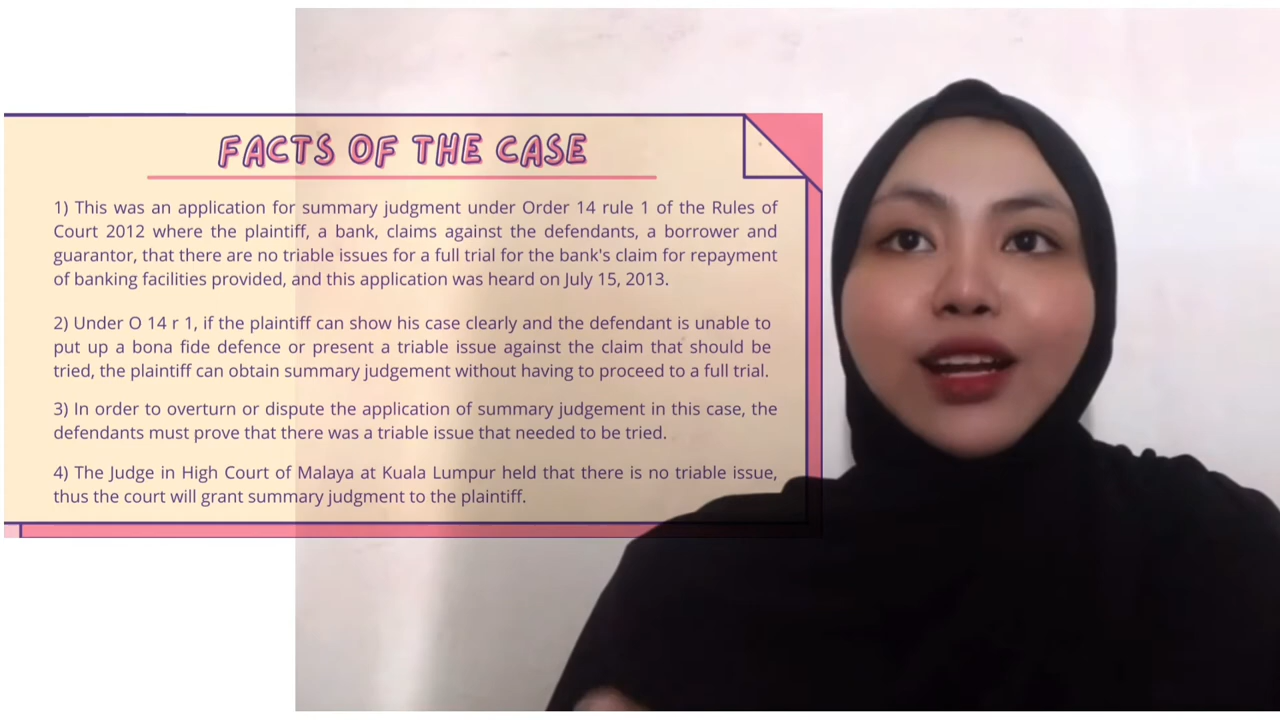 FACTS OF THE CASE
1) This was an application for summary judgment under Order 14 rule 1 of the Rules of
Court 2012 where the plaintiff, a bank, claims against the defendants, a borrower and
guarantor, that there are no triable issues for a full trial for the bank's claim for repayment
of banking facilities provided, and this application was heard on July 15, 2013.
2) Under O 14 r 1, if the plaintiff can show his case clearly and the defendant is unable to
put up a bona fide defence or present a triable issue against the claim that should be
tried, the plaintiff can obtain summary judgement without having to proceed to a full trial.
3) In order to overturn or dispute the application of summary judgement in this case, the
defendants must prove that there was a triable issue that needed to be tried.
4) The Judge in High Court of Malaya at Kuala Lumpur held that there is no triable issue,
thus the court will grant summary judgment to the plaintiff.